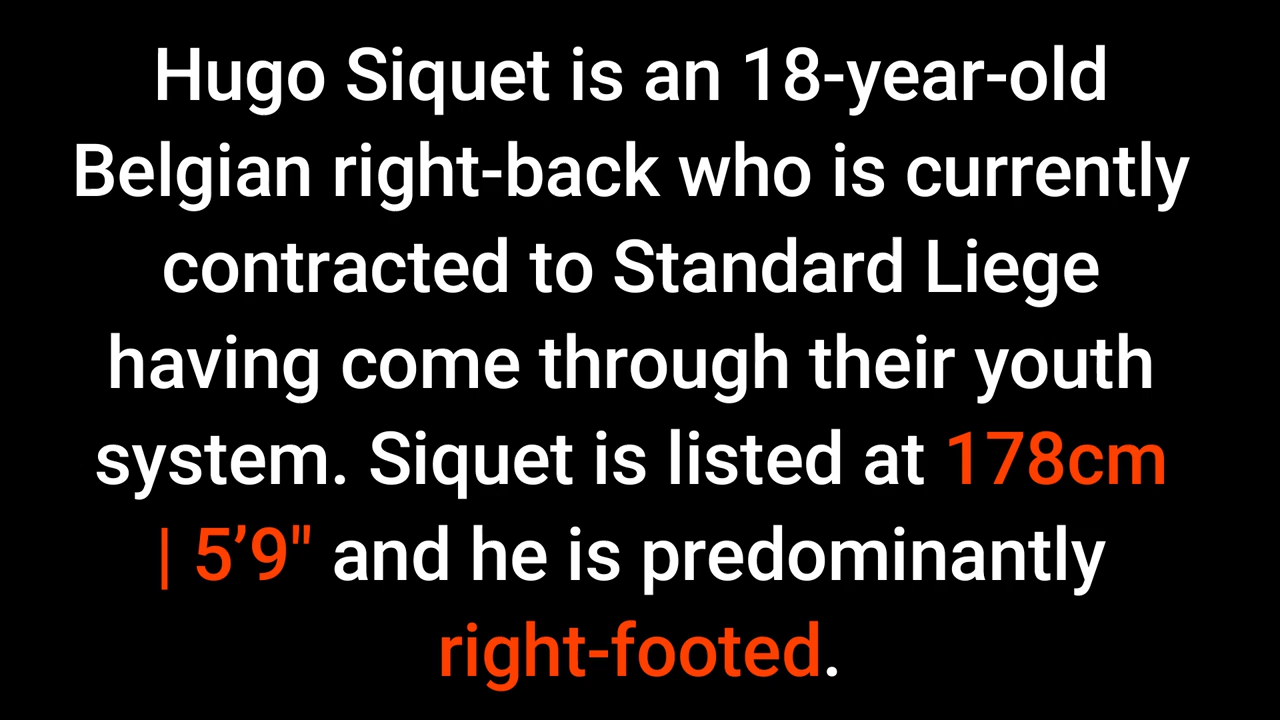 Hugo Siquet is an 18-year-old
Belgian right-back who is currently
contracted to Standard Liege
having come through their youth
system. Siquet is listed at 178cm
| 5’9" and he is predominantly
right-footed.